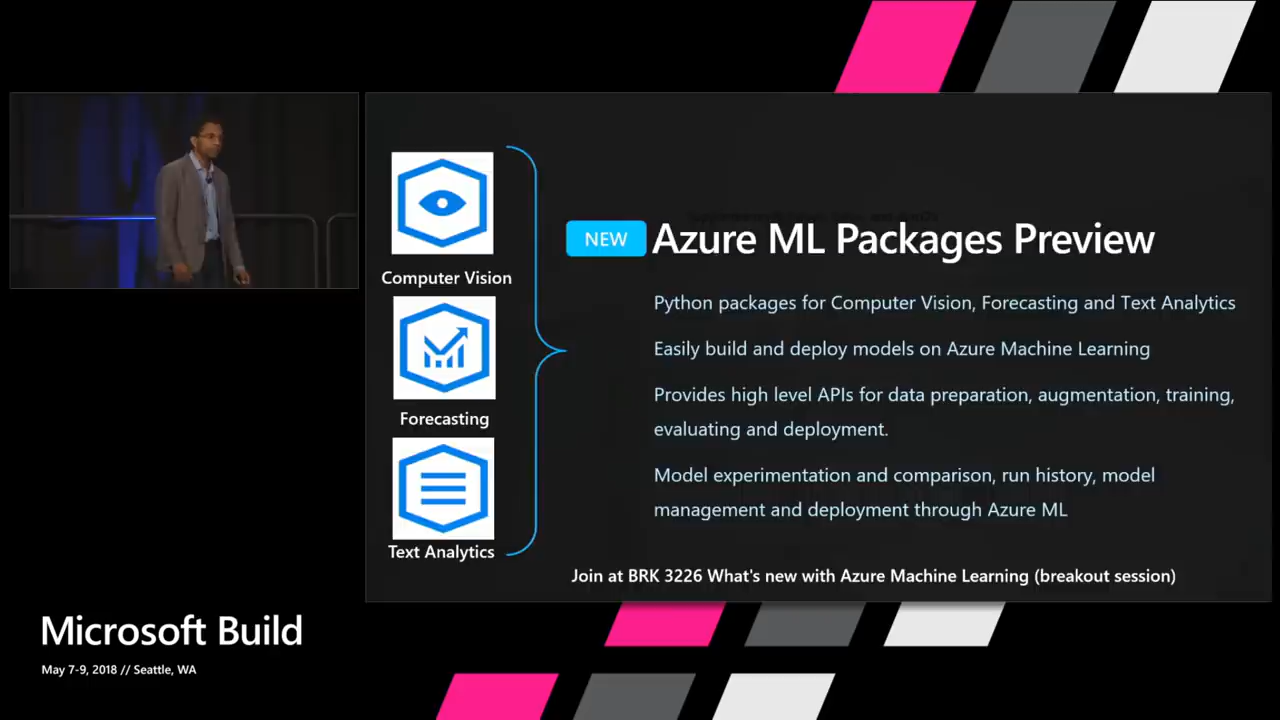 Computer Vision
Forecasting
Text Analytics
NEW Azure ML Packages Preview
Python packages for Computer Vision, Forecasting and Text Analytics
Easily build and deploy models on Azure Machine Learning
Provides high level APIs for data preparation, augmentation, training,
evaluating and deployment.
Model experimentation and comparison, run history, model
management and deployment through Azure ML
Join at BRK 3226 What's new with Azure Machine Learning (breakout session)
Microsoft Build
May 7-9, 2018 // Seattle, WA